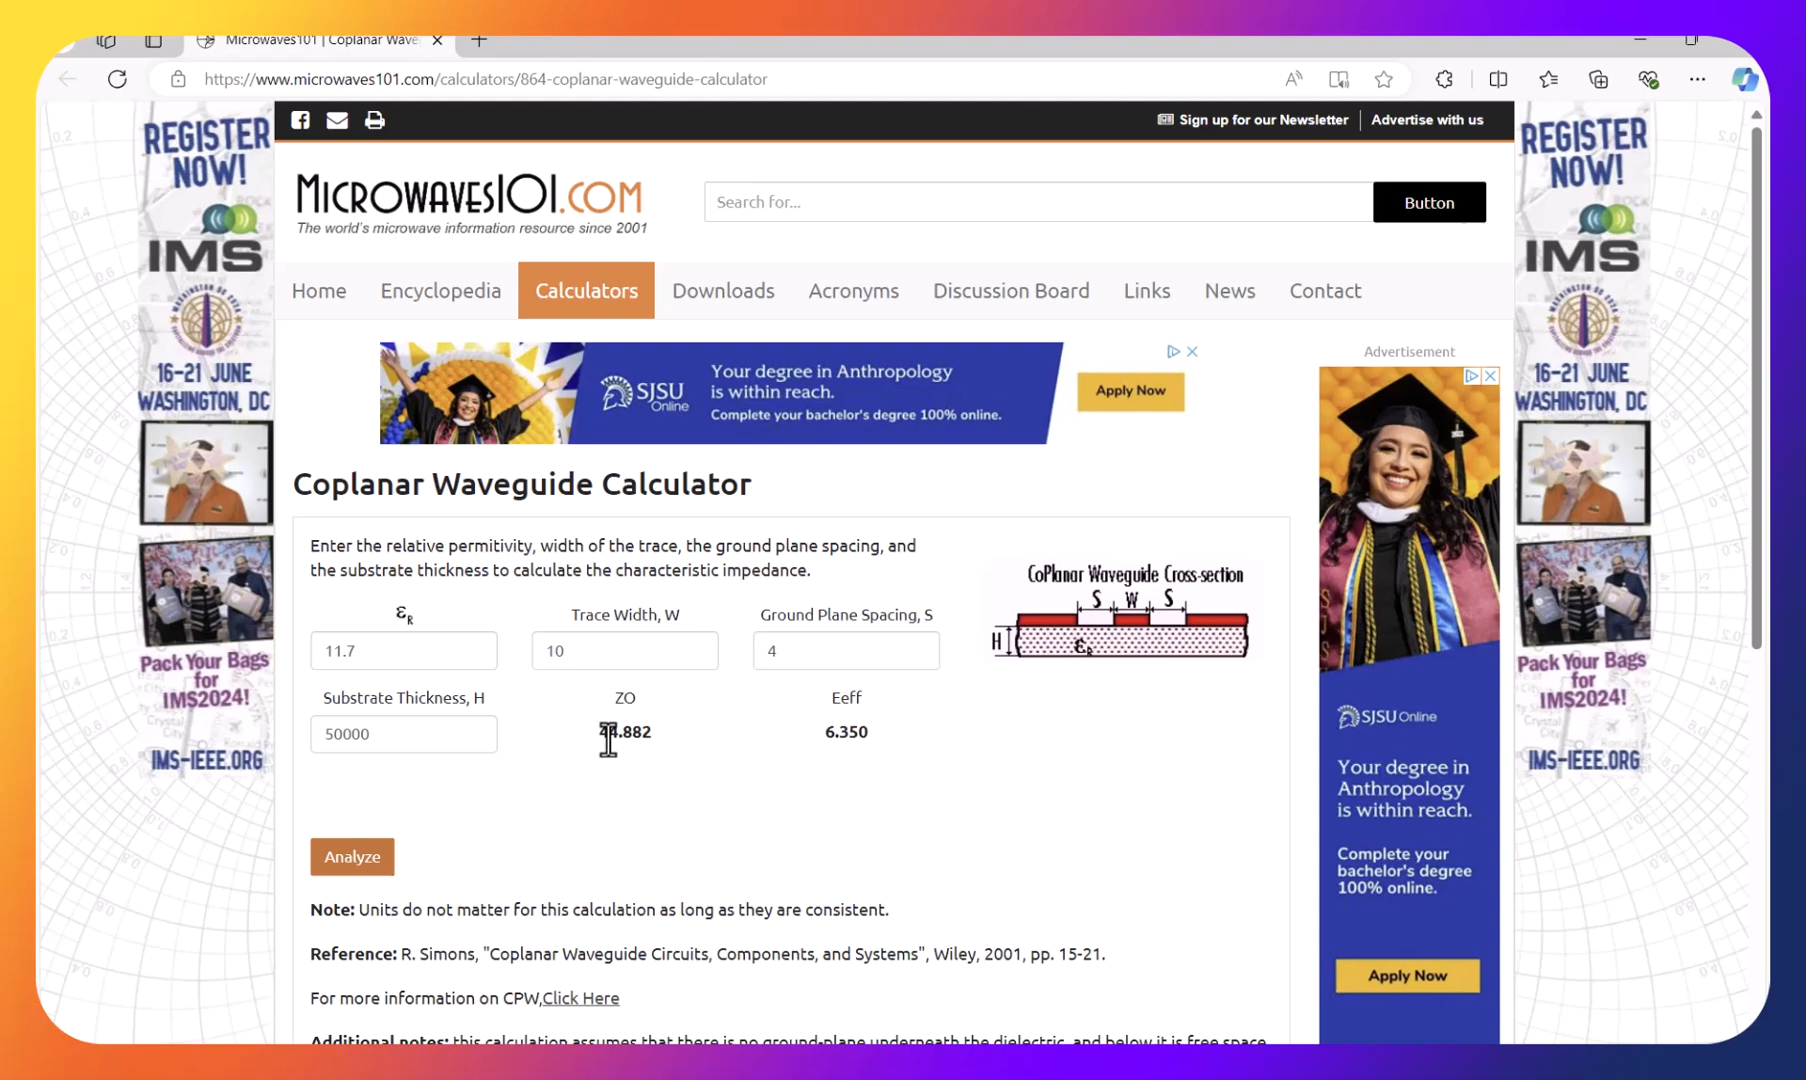 Microwaves101 | Coplanar Wave
https://www.microwaves101.com/calculators/864-coplanar-waveguide-calculator
Sign up for our Newsletter
Advertise with us
MICROWAVES101.COM
The world's microwave information resource since 2001
Search for...
Button
Home
Encyclopedia
Calculators
Downloads
Acronyms
Discussion Board
Links
News
Contact
REGISTER
NOW!
IMS
WASHINGTON DC 2024
16-21 JUNE
WASHINGTON, DC
Pack Your Bags
for
IMS2024!
IMS-IEEE.ORG
SJSU
Online
Your degree in Anthropology
is within reach.
Complete your bachelor's degree 100% online.
Apply Now
Advertisement
Coplanar Waveguide Calculator
Enter the relative permitivity, width of the trace, the ground plane spacing, and
the substrate thickness to calculate the characteristic impedance.
εR
Trace Width, W
Ground Plane Spacing, S
11.7
10
4
Substrate Thickness, H
ZO
Eeff
50000
44.882
6.350
CoPlanar Waveguide Cross-section
S W S
H
εR
Analyze
Note: Units do not matter for this calculation as long as they are consistent.
Reference: R. Simons, "Coplanar Waveguide Circuits, Components, and Systems", Wiley, 2001, pp. 15-21.
For more information on CPW,Click Here
Additional notes: this calculation assumes that there is no ground-plane underneath the dielectric, and below it is free space
SJSU Online
Your degree in
Anthropology
is within reach.
Complete your
bachelor's degree
100% online.
Apply Now
REGISTER
NOW!
IMS
WASHINGTON DC 2024
16-21 JUNE
WASHINGTON, DC
Pack Your Bags
for
IMS2024!
IMS-IEEE.ORG